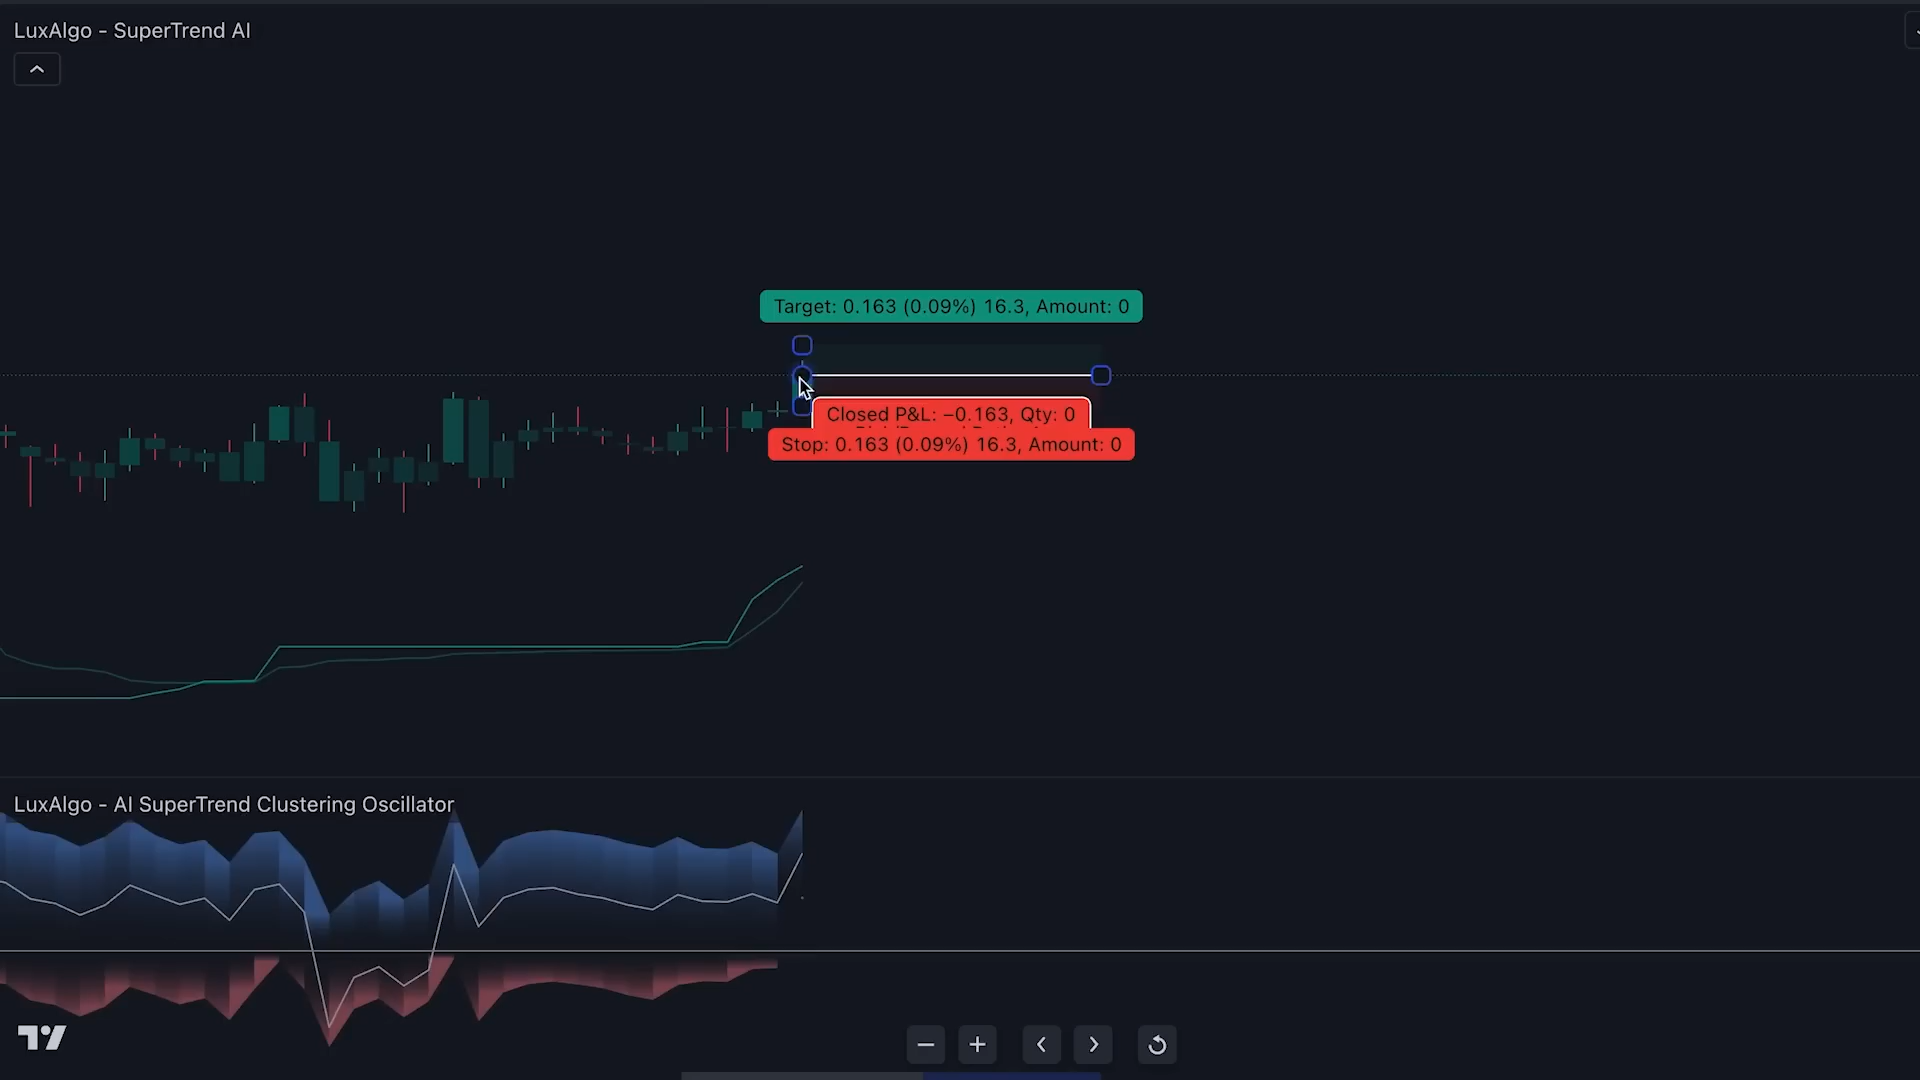 LuxAlgo - SuperTrend AI
Target: 0.163 (0.09%) 16.3, Amount: 0
Closed P&L: −0.163, Qty: 0
Stop: 0.163 (0.09%) 16.3, Amount: 0
LuxAlgo - AI SuperTrend Clustering Oscillator